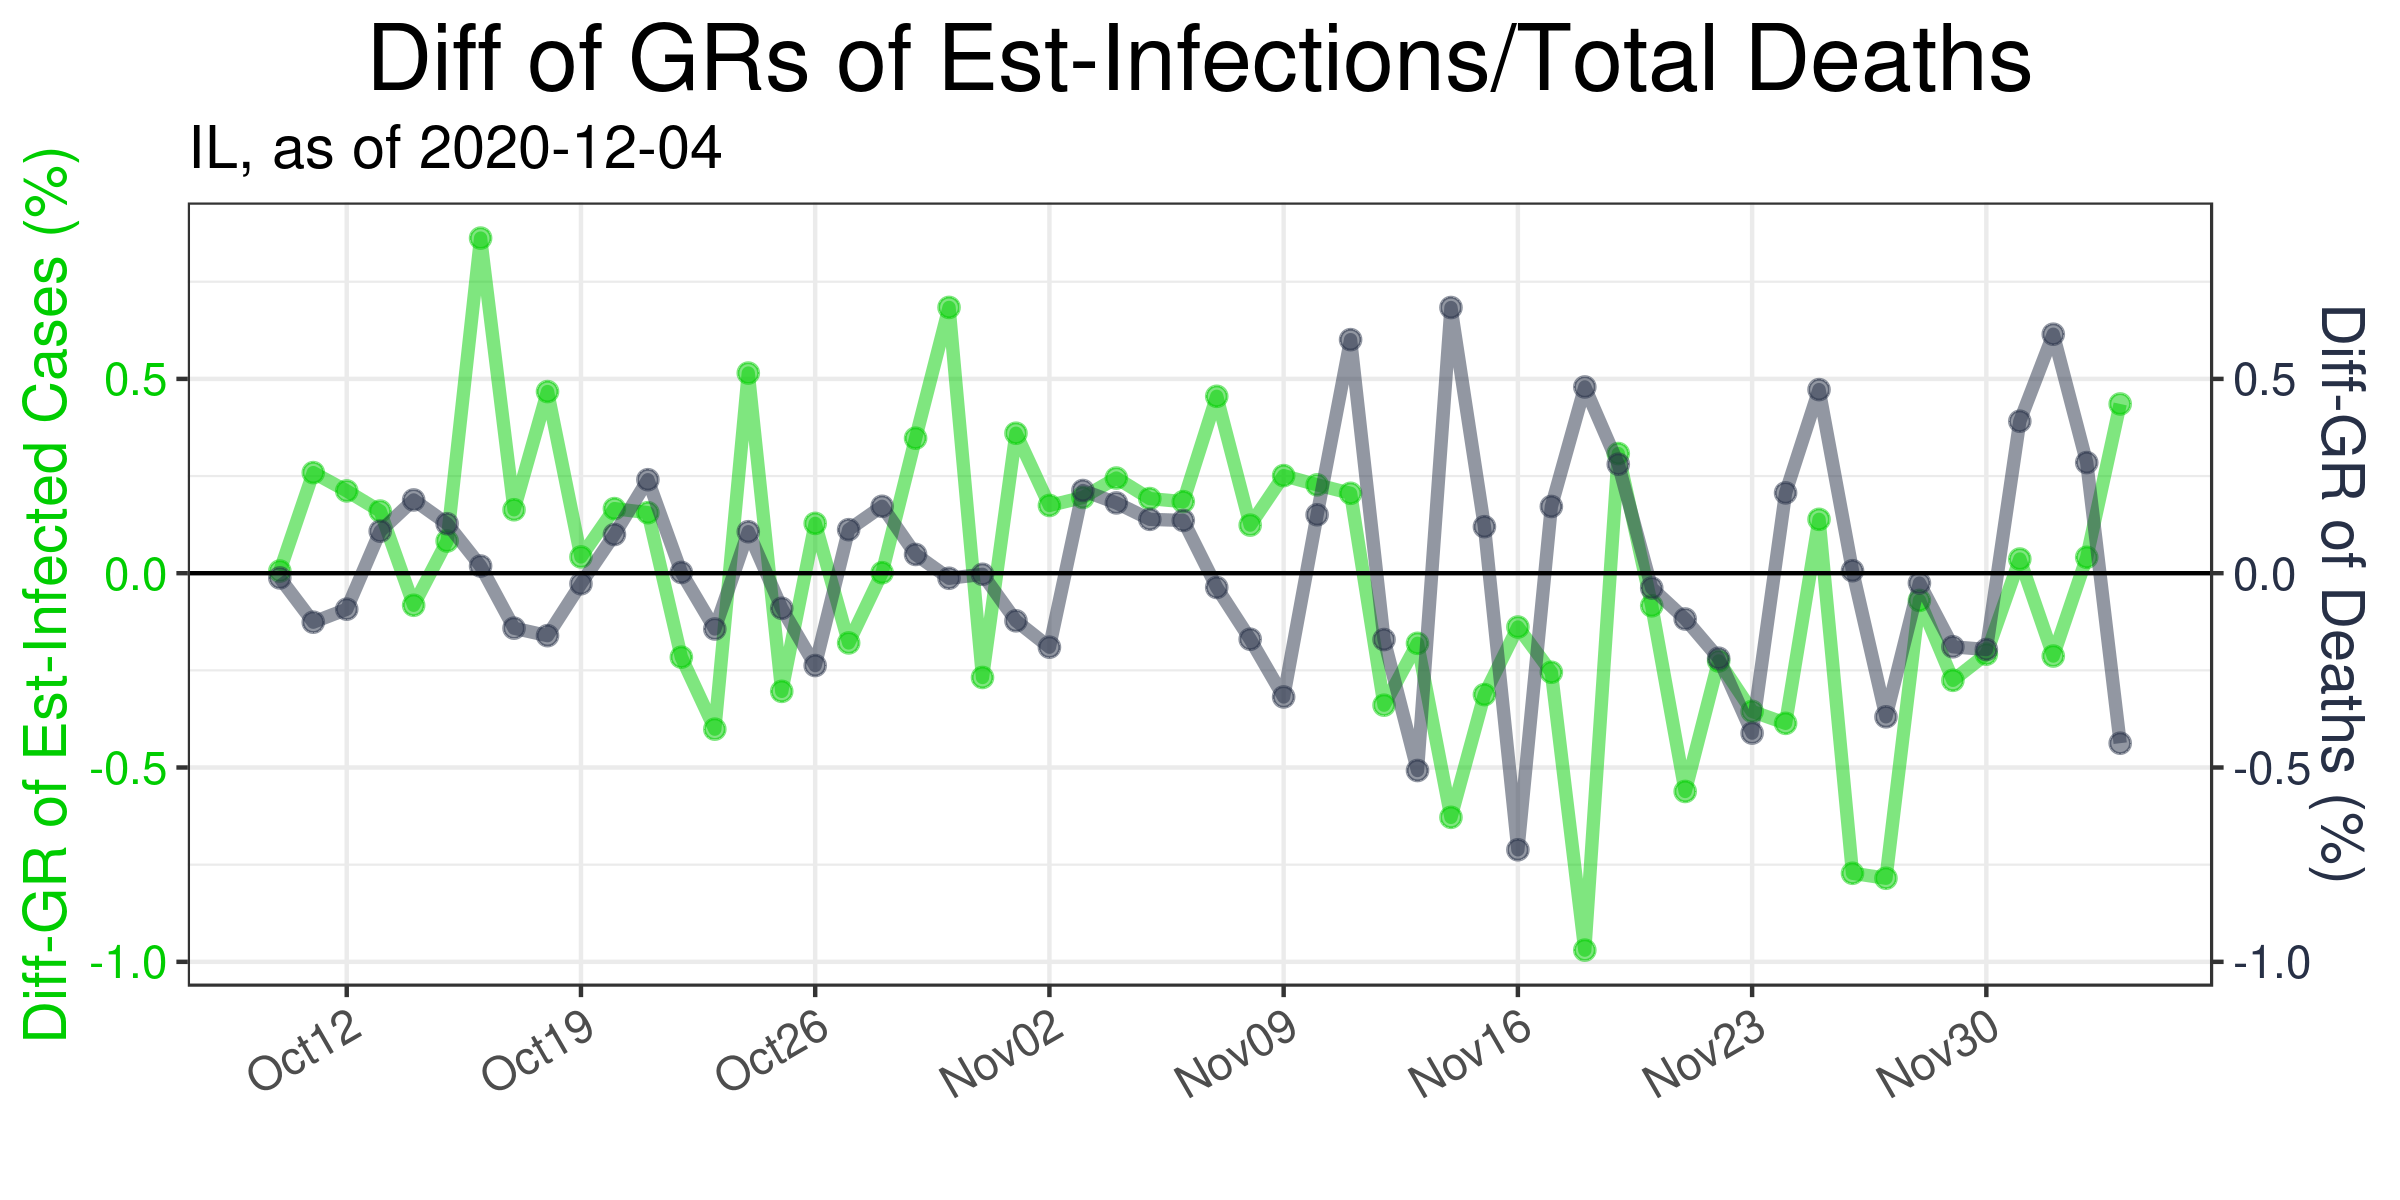 Diff of GRs of Est-Infections/Total Deaths
IL, as of 2020-12-04
Diff-GR of Est-Infected Cases (%)
0.5
0.0
-0.5
-1.0
0.5
0.0
-0.5
-1.0
Diff-GR of Deaths (%)
Oct12
Oct19
Oct26
Nov02
Nov09
Nov16
Nov23
Nov30